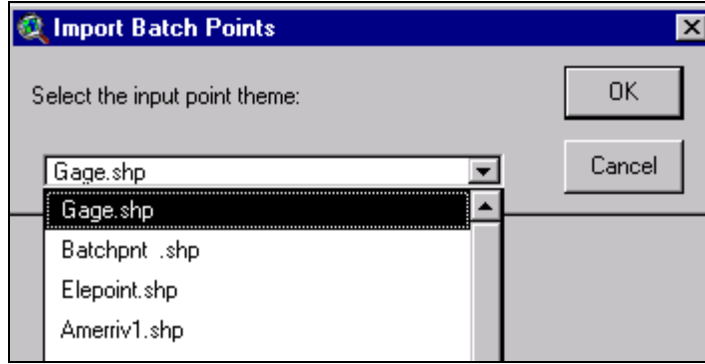 Import Batch Points
Select the input point theme:
OK
Gage.shp
Cancel
Gage.shp
Batchpnt .shp
Elepoint.shp
Amerriv1.shp